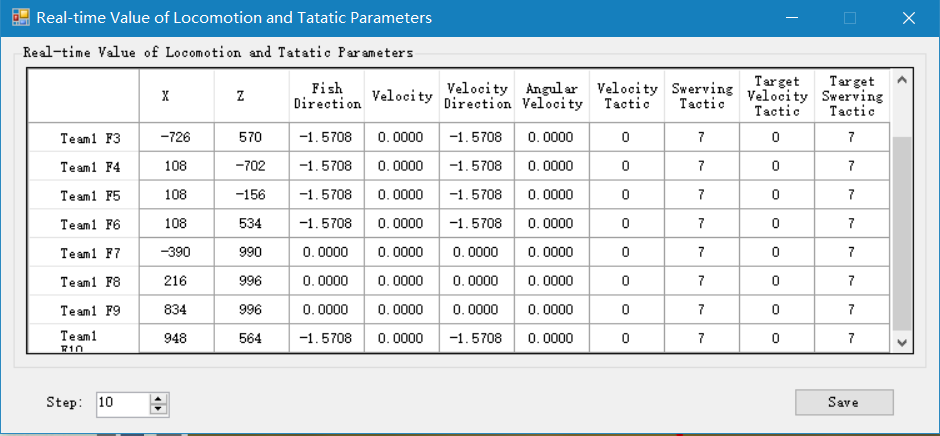 Real-time Value of Locomotion and Tatatic Parameters
Real-time Value of Locomotion and Tatatic Parameters
X Z Fish Direction Velocity Velocity Direction Angular Velocity Velocity Tactic Swerving Tactic Target Velocity Tactic Target Swerving Tactic
Team1 F3 -726 570 -1.5708 0.0000 -1.5708 0.0000 0 7 0 7
Team1 F4 108 -702 -1.5708 0.0000 -1.5708 0.0000 0 7 0 7
Team1 F5 108 -156 -1.5708 0.0000 -1.5708 0.0000 0 7 0 7
Team1 F6 108 534 -1.5708 0.0000 -1.5708 0.0000 0 7 0 7
Team1 F7 -390 990 0.0000 0.0000 0.0000 0.0000 0 7 0 7
Team1 F8 216 996 0.0000 0.0000 0.0000 0.0000 0 7 0 7
Team1 F9 834 996 0.0000 0.0000 0.0000 0.0000 0 7 0 7
Team1 F10 948 564 -1.5708 0.0000 -1.5708 0.0000 0 7 0 7
Step: 10 Save